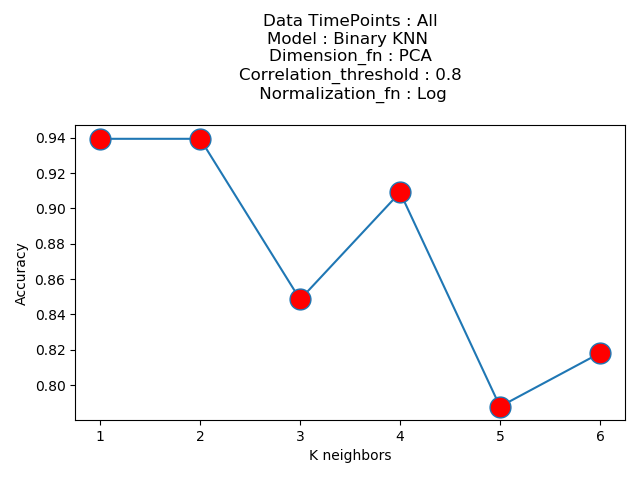 Data TimePoints : All
Model : Binary KNN
Dimension_fn : PCA
Correlation_threshold : 0.8
Normalization_fn : Log
0.94
0.92
0.90
0.88
0.86
0.84
0.82
0.80
Accuracy
1 2 3 4 5 6
K neighbors